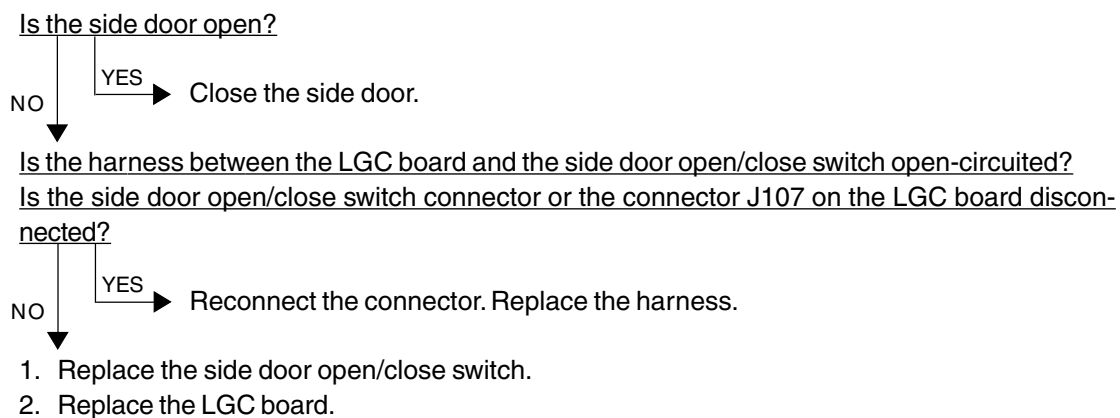 Is the side door open?
YES
NO
Close the side door.
Is the harness between the LGC board and the side door open/close switch open-circuited?
Is the side door open/close switch connector or the connector J107 on the LGC board discon-
nected?
YES
NO
Reconnect the connector. Replace the harness.
1. Replace the side door open/close switch.
2. Replace the LGC board.